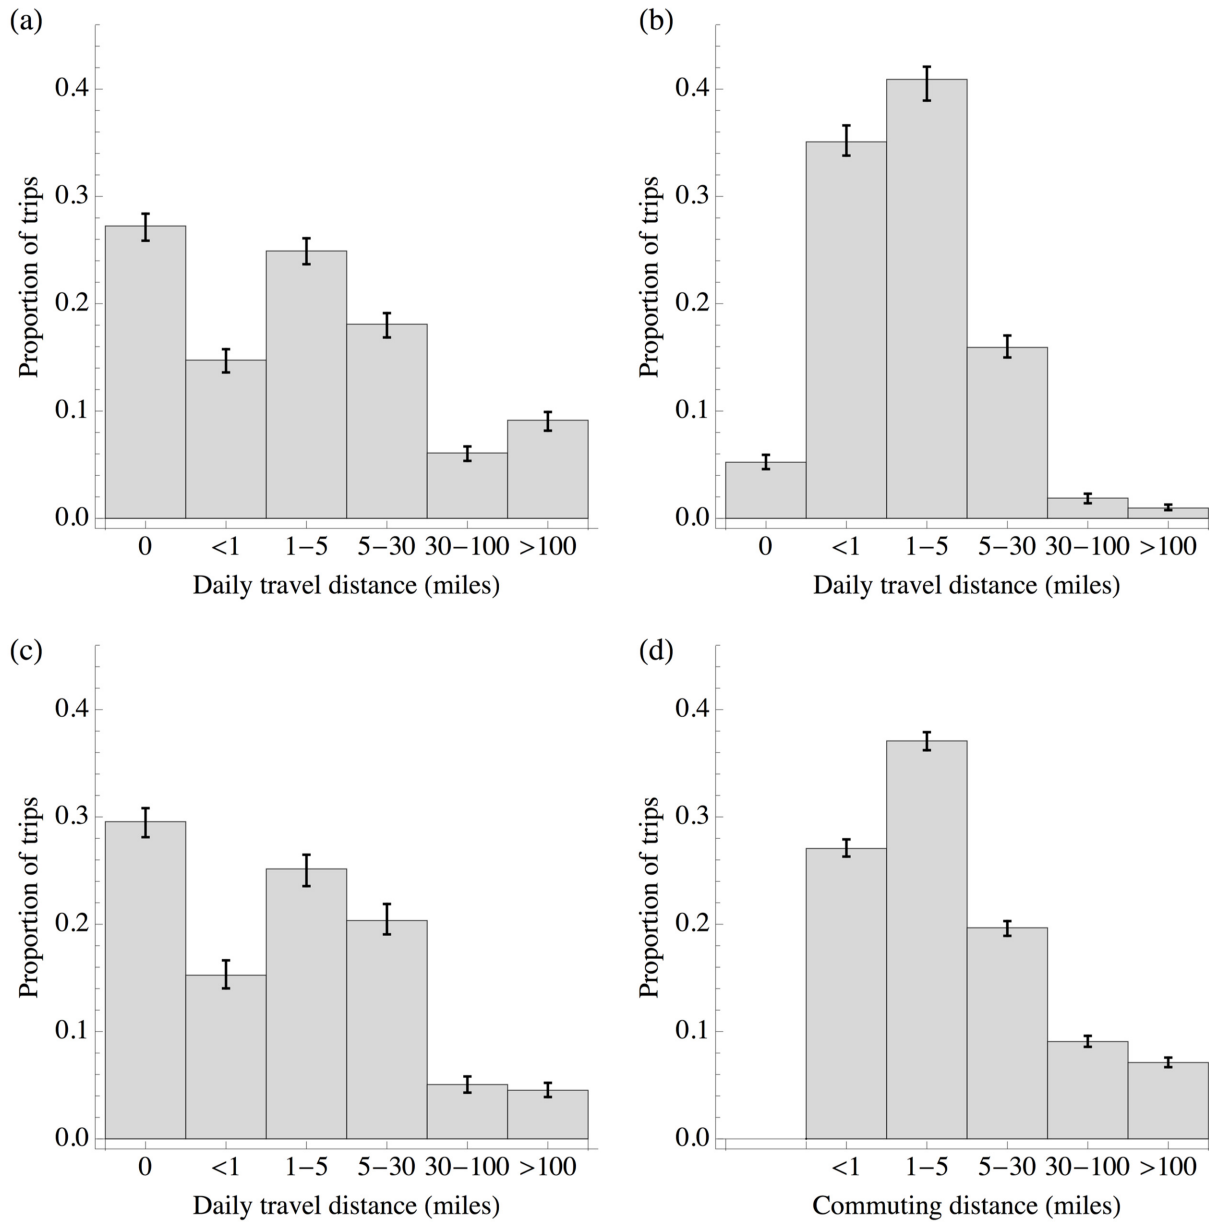 (a)
Proportion of trips
0.4
0.3
0.2
0.1
0.0
0 <1 1–5 5–30 30–100 >100
Daily travel distance (miles)
(b)
Proportion of trips
0.4
0.3
0.2
0.1
0.0
0 <1 1–5 5–30 30–100 >100
Daily travel distance (miles)
(c)
Proportion of trips
0.4
0.3
0.2
0.1
0.0
0 <1 1–5 5–30 30–100 >100
Daily travel distance (miles)
(d)
Proportion of trips
0.4
0.3
0.2
0.1
0.0
<1 1–5 5–30 30–100 >100
Commuting distance (miles)